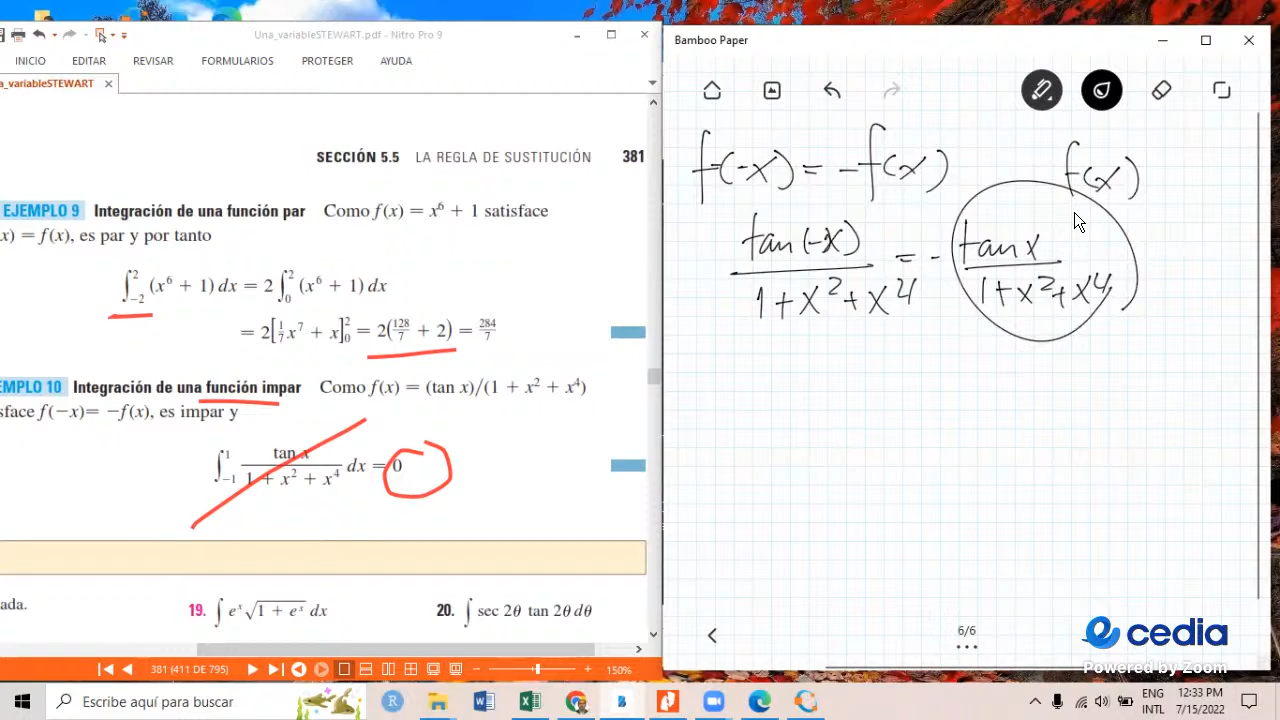 Una_variableSTEWART.pdf - Nitro Pro 9
INICIO EDITAR REVISAR FORMULARIOS PROTEGER AYUDA
a_variableSTEWART
SECCIÓN 5.5 LA REGLA DE SUSTITUCIÓN 381
EJEMPLO 9 Integración de una función par Como f(x) = x⁶ + 1 satisface
x) = f(x), es par y por tanto
∫₋₂² (x⁶ + 1) dx = 2 ∫₀² (x⁶ + 1) dx
= 2[1/7 x⁷ + x]₀² = 2(128/7 + 2) = 284/7
EMPLO 10 Integración de una función impar Como f(x) = (tan x)/(1 + x² + x⁴)
sface f(−x)= −f(x), es impar y
∫₋₁¹ tan x / 1 + x² + x⁴ dx = 0
ada.
19. ∫ eˣ √1 + eˣ dx
20. ∫ sec 2θ tan 2θ dθ
381 (411 DE 795)
150%
Bamboo Paper
f(-x) = -f(x) f(x)
tan(-x) / 1+x²+x⁴ = - tan x / 1+x²+x⁴
6/6
cedia
Powered by Zoom
Escribe aquí para buscar
ENG
INTL
12:33 PM
7/15/2022